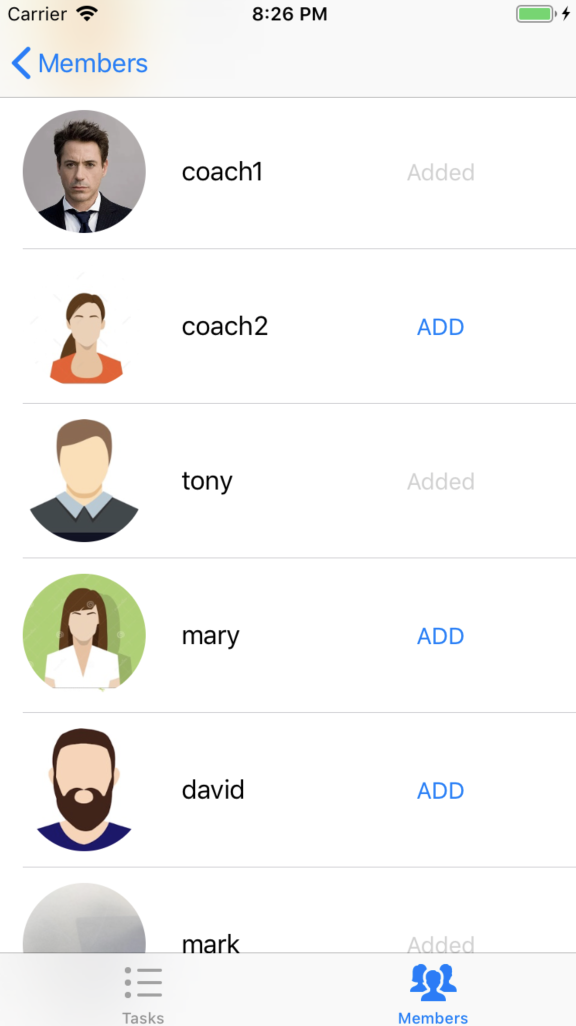 Carrier 8:26 PM
Members
coach1 Added
coach2 ADD
tony Added
mary ADD
david ADD
mark Added
Tasks Members